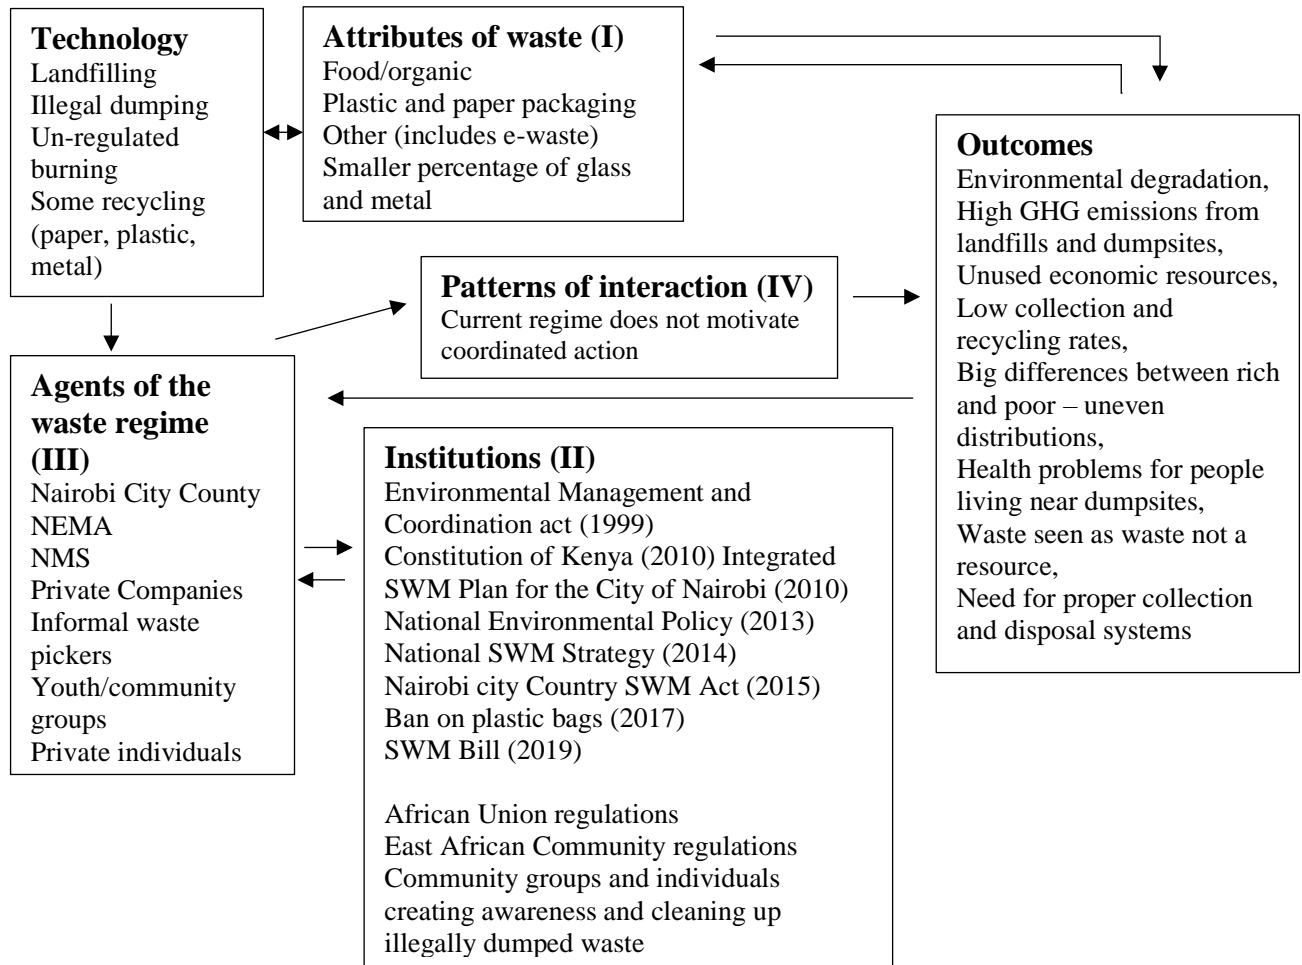 Technology
Landfilling
Illegal dumping
Un-regulated
burning
Some recycling
(paper, plastic,
metal)
Attributes of waste (I)
Food/organic
Plastic and paper packaging
Other (includes e-waste)
Smaller percentage of glass
and metal
Outcomes
Environmental degradation,
High GHG emissions from
landfills and dumpsites,
Unused economic resources,
Low collection and
recycling rates,
Big differences between rich
and poor – uneven
distributions,
Health problems for people
living near dumpsites,
Waste seen as waste not a
resource,
Need for proper collection
and disposal systems
Patterns of interaction (IV)
Current regime does not motivate
coordinated action
Agents of the
waste regime
(III)
Nairobi City County
NEMA
NMS
Private Companies
Informal waste
pickers
Youth/community
groups
Private individuals
Institutions (II)
Environmental Management and
Coordination act (1999)
Constitution of Kenya (2010) Integrated
SWM Plan for the City of Nairobi (2010)
National Environmental Policy (2013)
National SWM Strategy (2014)
Nairobi city Country SWM Act (2015)
Ban on plastic bags (2017)
SWM Bill (2019)
African Union regulations
East African Community regulations
Community groups and individuals
creating awareness and cleaning up
illegally dumped waste